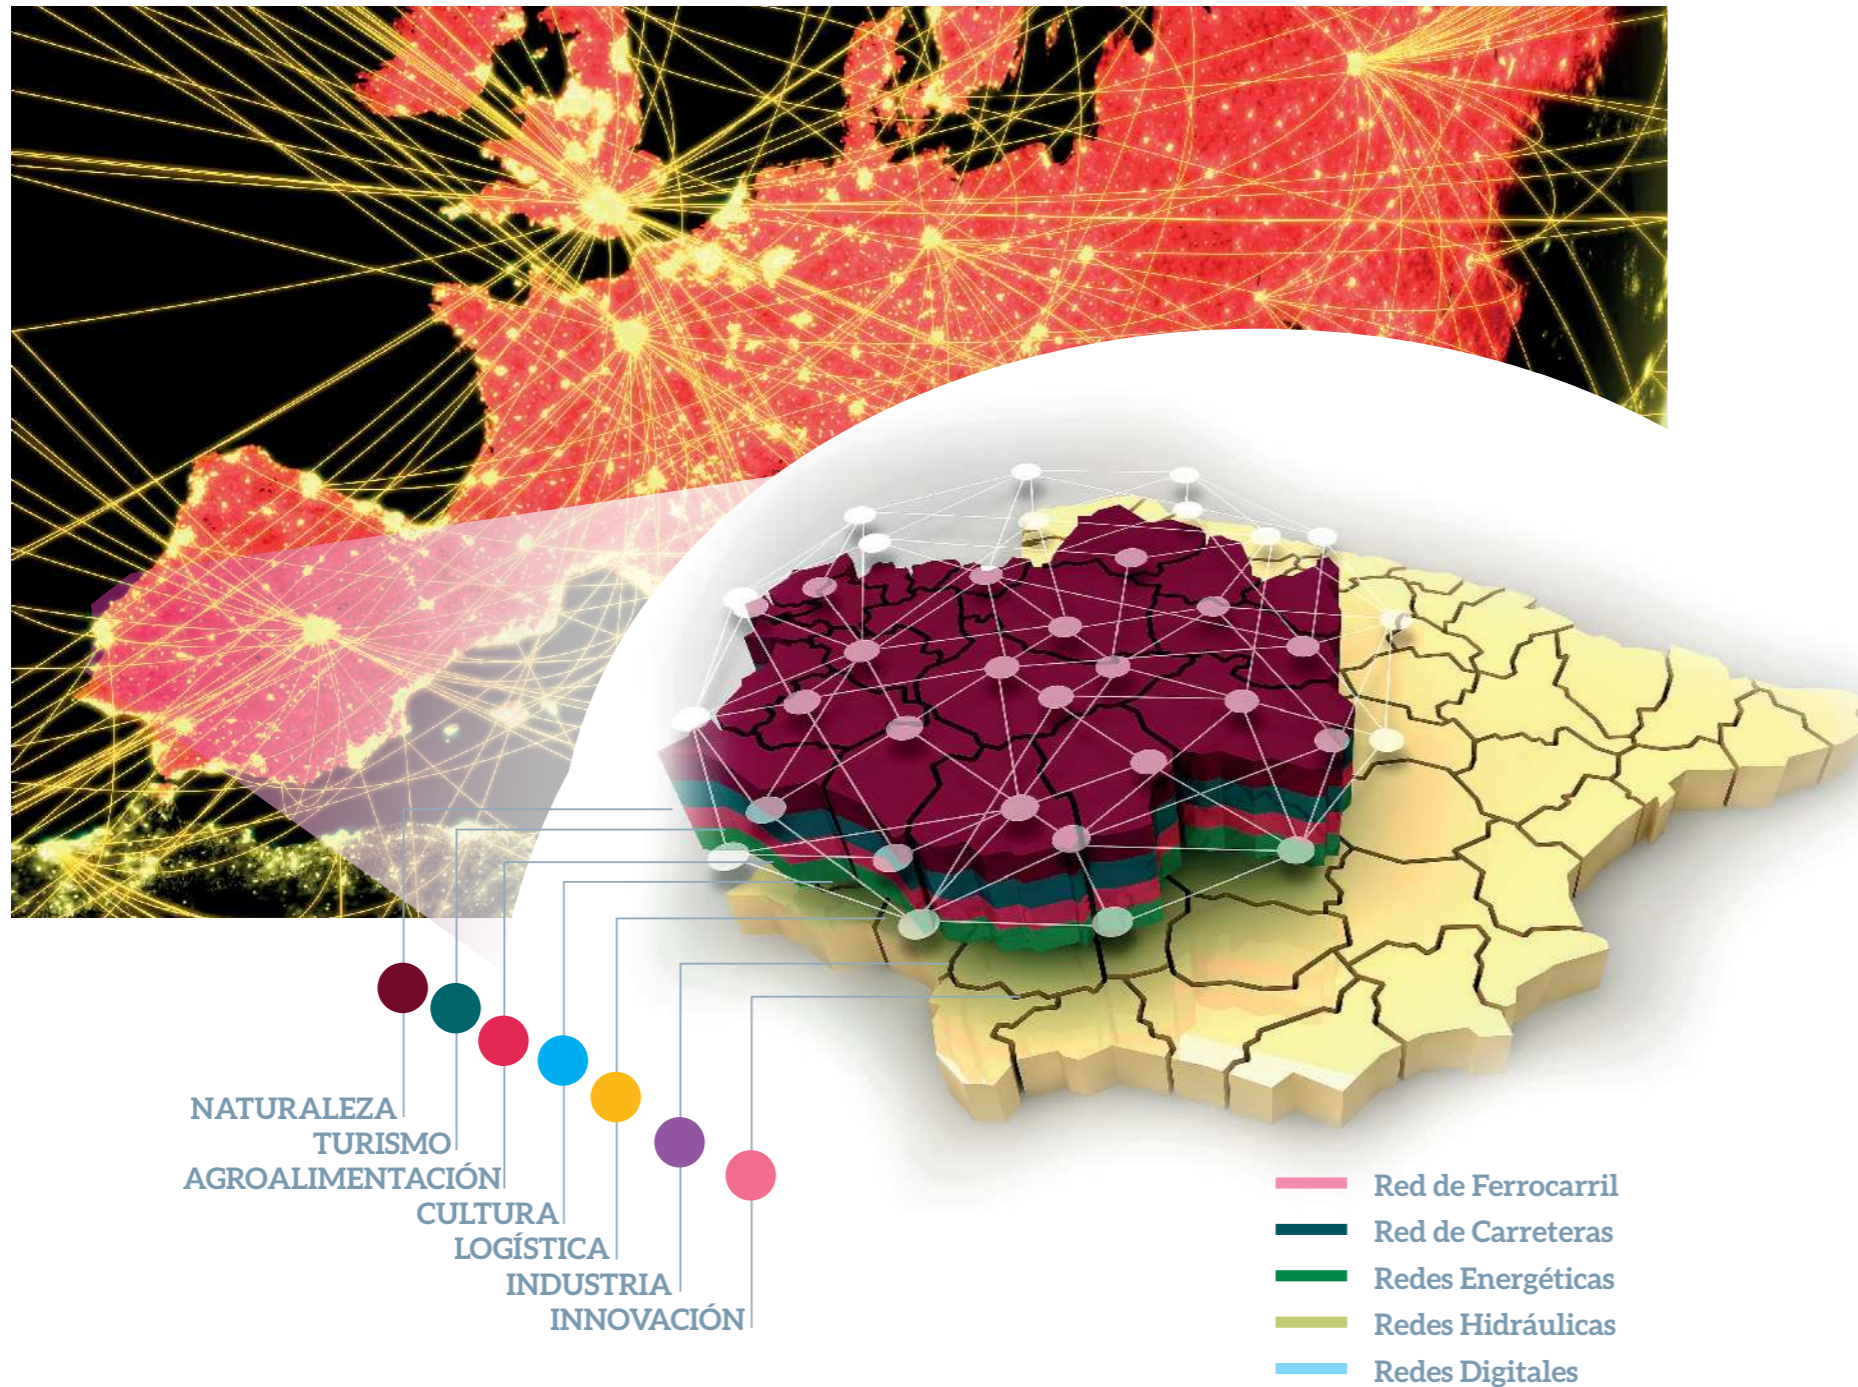 NATURALEZA
TURISMO
AGROALIMENTACIÓN
CULTURA
LOGÍSTICA
INDUSTRIA
INNOVACIÓN
Red de Ferrocarril
Red de Carreteras
Redes Energéticas
Redes Hidráulicas
Redes Digitales